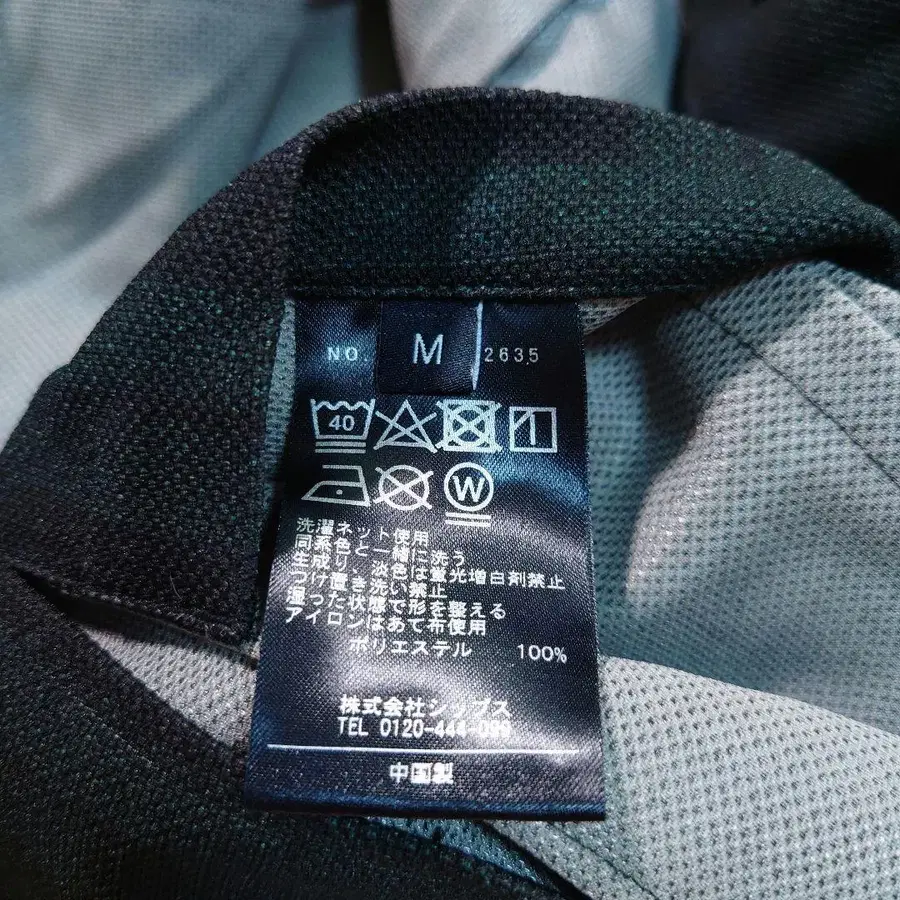 NO. M 2635
40
W
洗濯ネット使用
同系色と一緒に洗う
生成り、淡色は蛍光増白剤禁止
つけ置き洗い禁止
湿った状態で形を整える
アイロンはあて布使用
ポリエステル 100%
株式会社シップス
TEL 0120-444-099
中国製